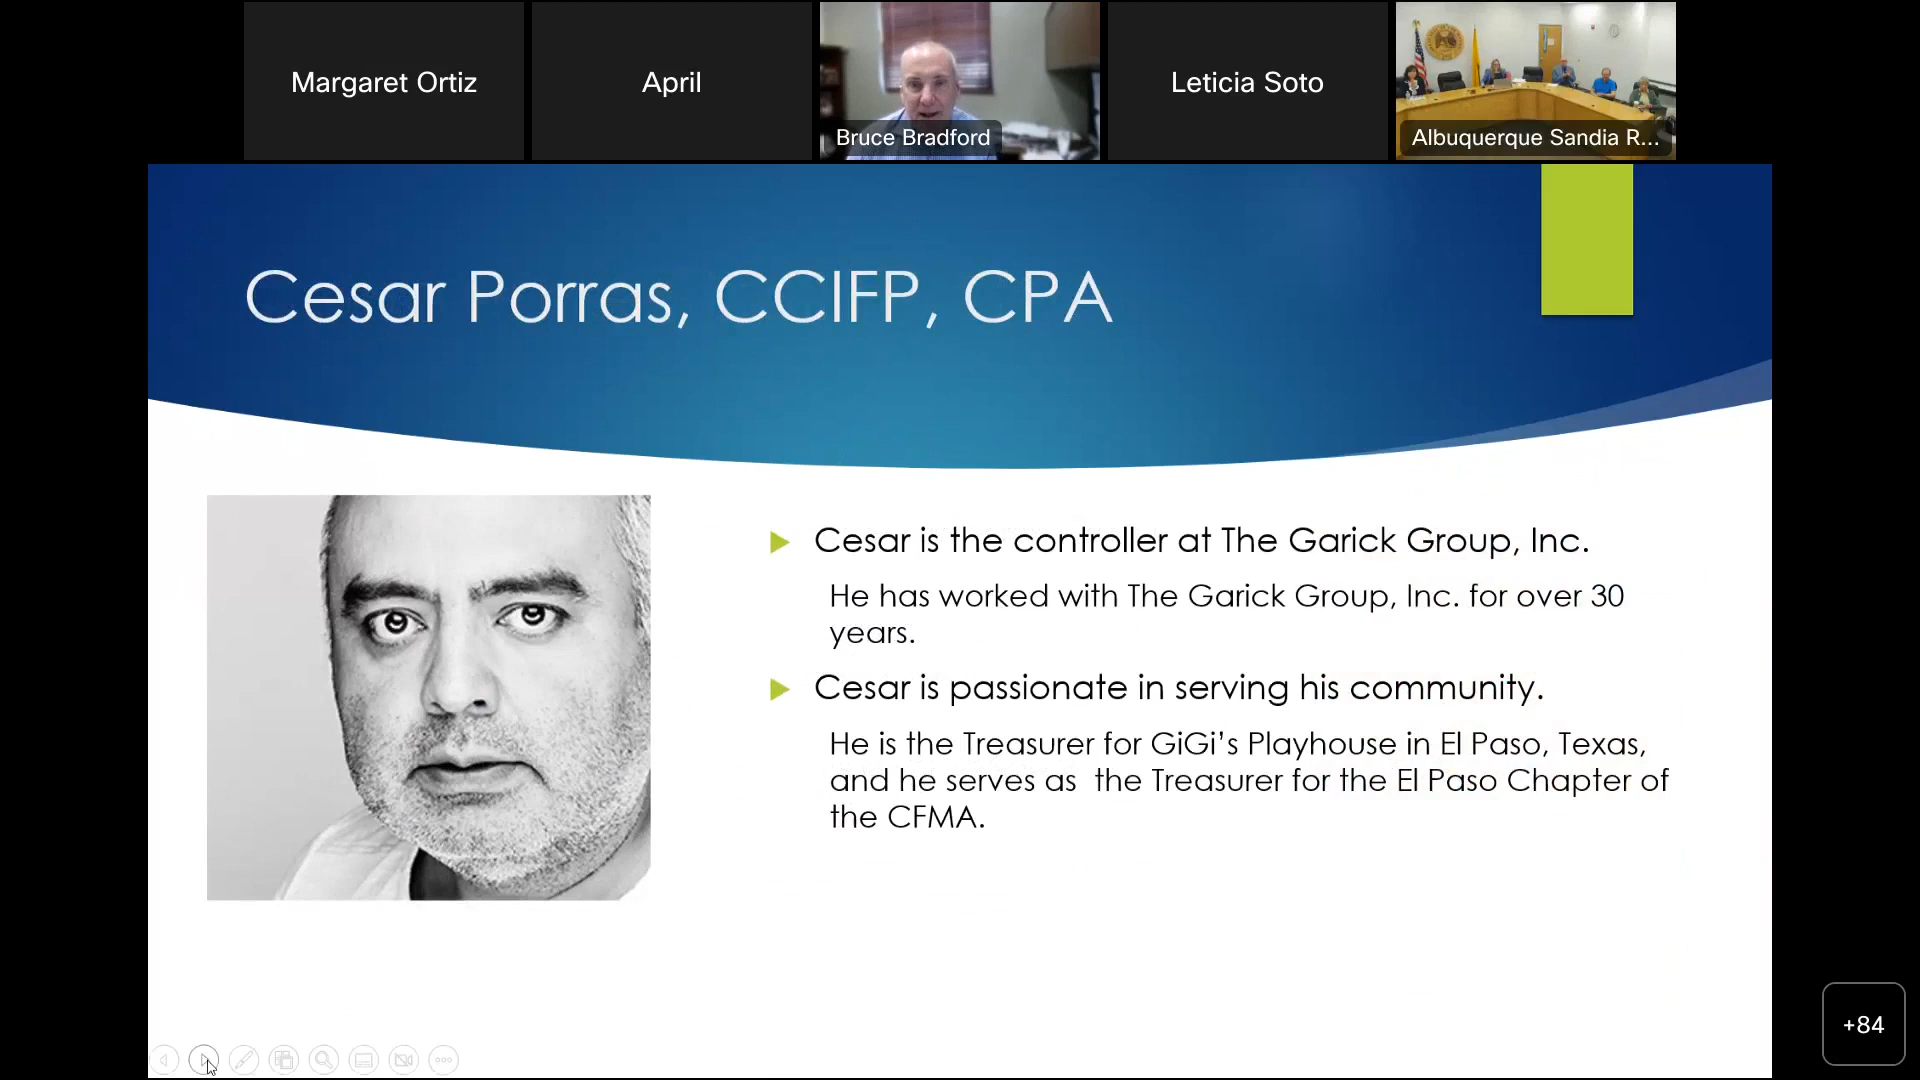 Margaret Ortiz
April
Bruce Bradford
Leticia Soto
Albuquerque Sandia R...
Cesar Porras, CCIFP, CPA
Cesar is the controller at The Garick Group, Inc.
He has worked with The Garick Group, Inc. for over 30
years.
Cesar is passionate in serving his community.
He is the Treasurer for GiGi’s Playhouse in El Paso, Texas,
and he serves as  the Treasurer for the El Paso Chapter of
the CFMA.
+84